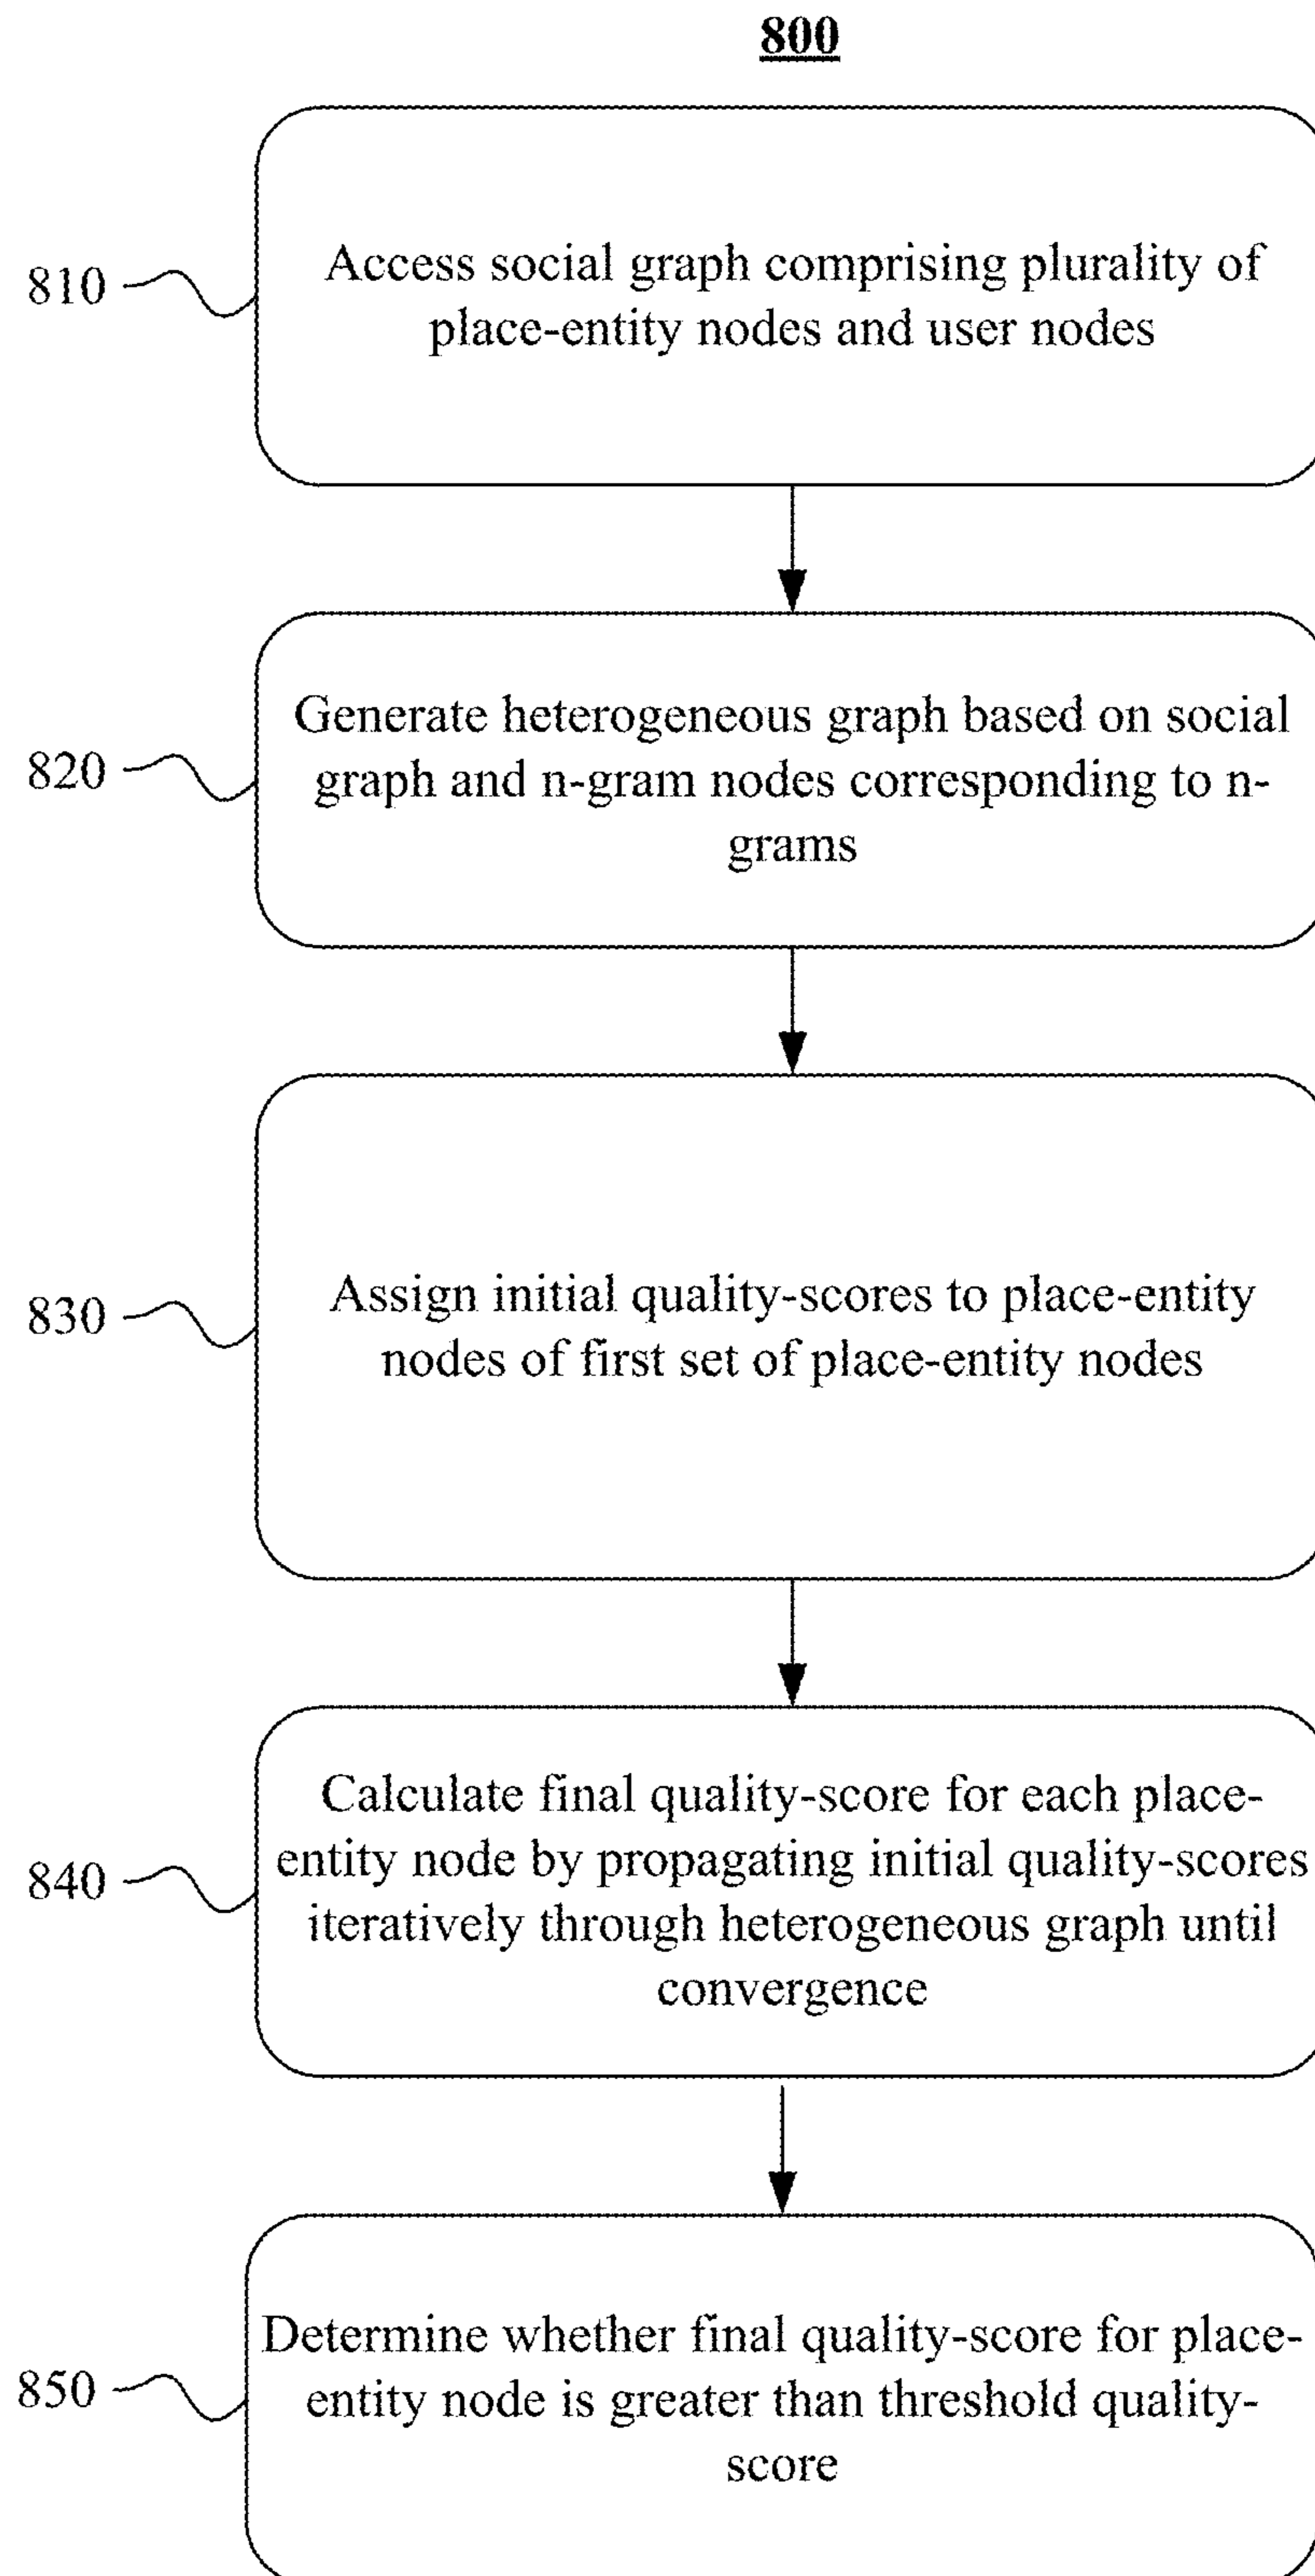 800
810
Access social graph comprising plurality of
place-entity nodes and user nodes
820
Generate heterogeneous graph based on social
graph and n-gram nodes corresponding to n-
grams
830
Assign initial quality-scores to place-entity
nodes of first set of place-entity nodes
840
Calculate final quality-score for each place-
entity node by propagating initial quality-scores
iteratively through heterogeneous graph until
convergence
850
Determine whether final quality-score for place-
entity node is greater than threshold quality-
score